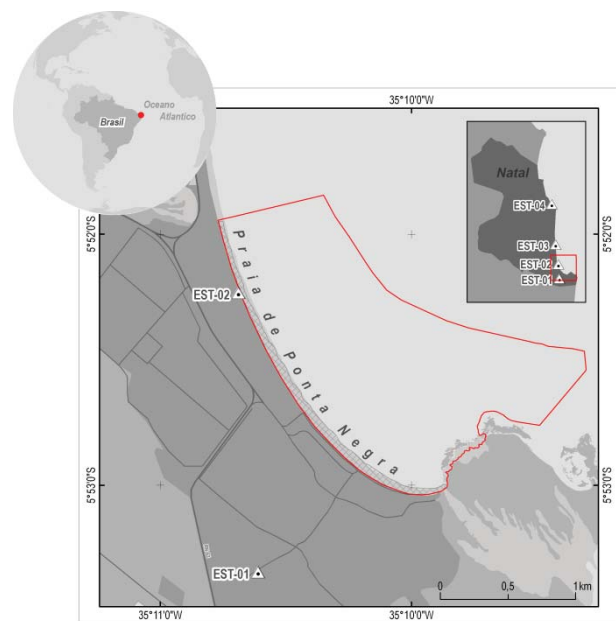 Oceano
Atlantico
Brasil
35°10'0"W
Natal
EST-04
EST-03
EST-02
EST-01
5°52'0"S
5°52'0"S
EST-02
Praia de Ponta Negra
5°53'0"S
5°53'0"S
EST-01
0 0,5 1km
35°11'0"W
35°10'0"W